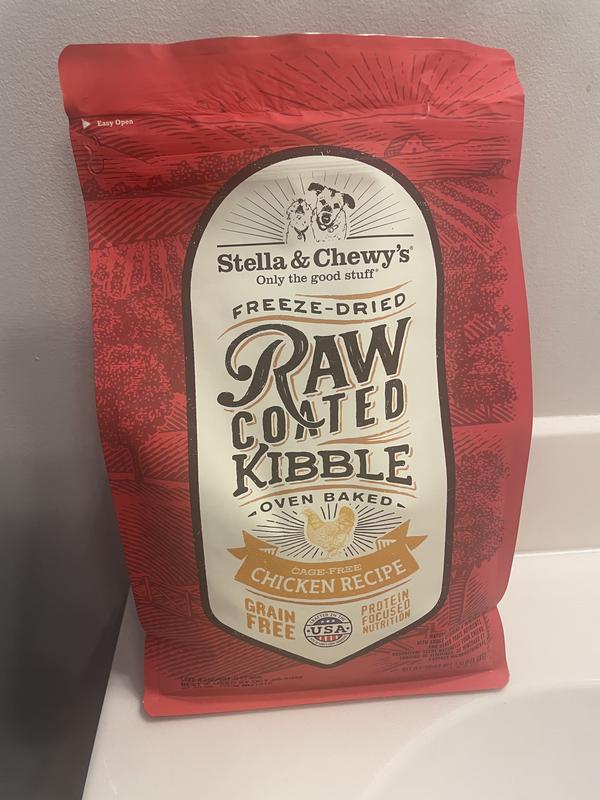 Easy Open
Stella & Chewy's®
Only the good stuff®
FREEZE-DRIED
RAW
COATED
KIBBLE
OVEN BAKED
CAGE-FREE
CHICKEN RECIPE
GRAIN
FREE
USA
PROTEIN
FOCUSED
NUTRITION